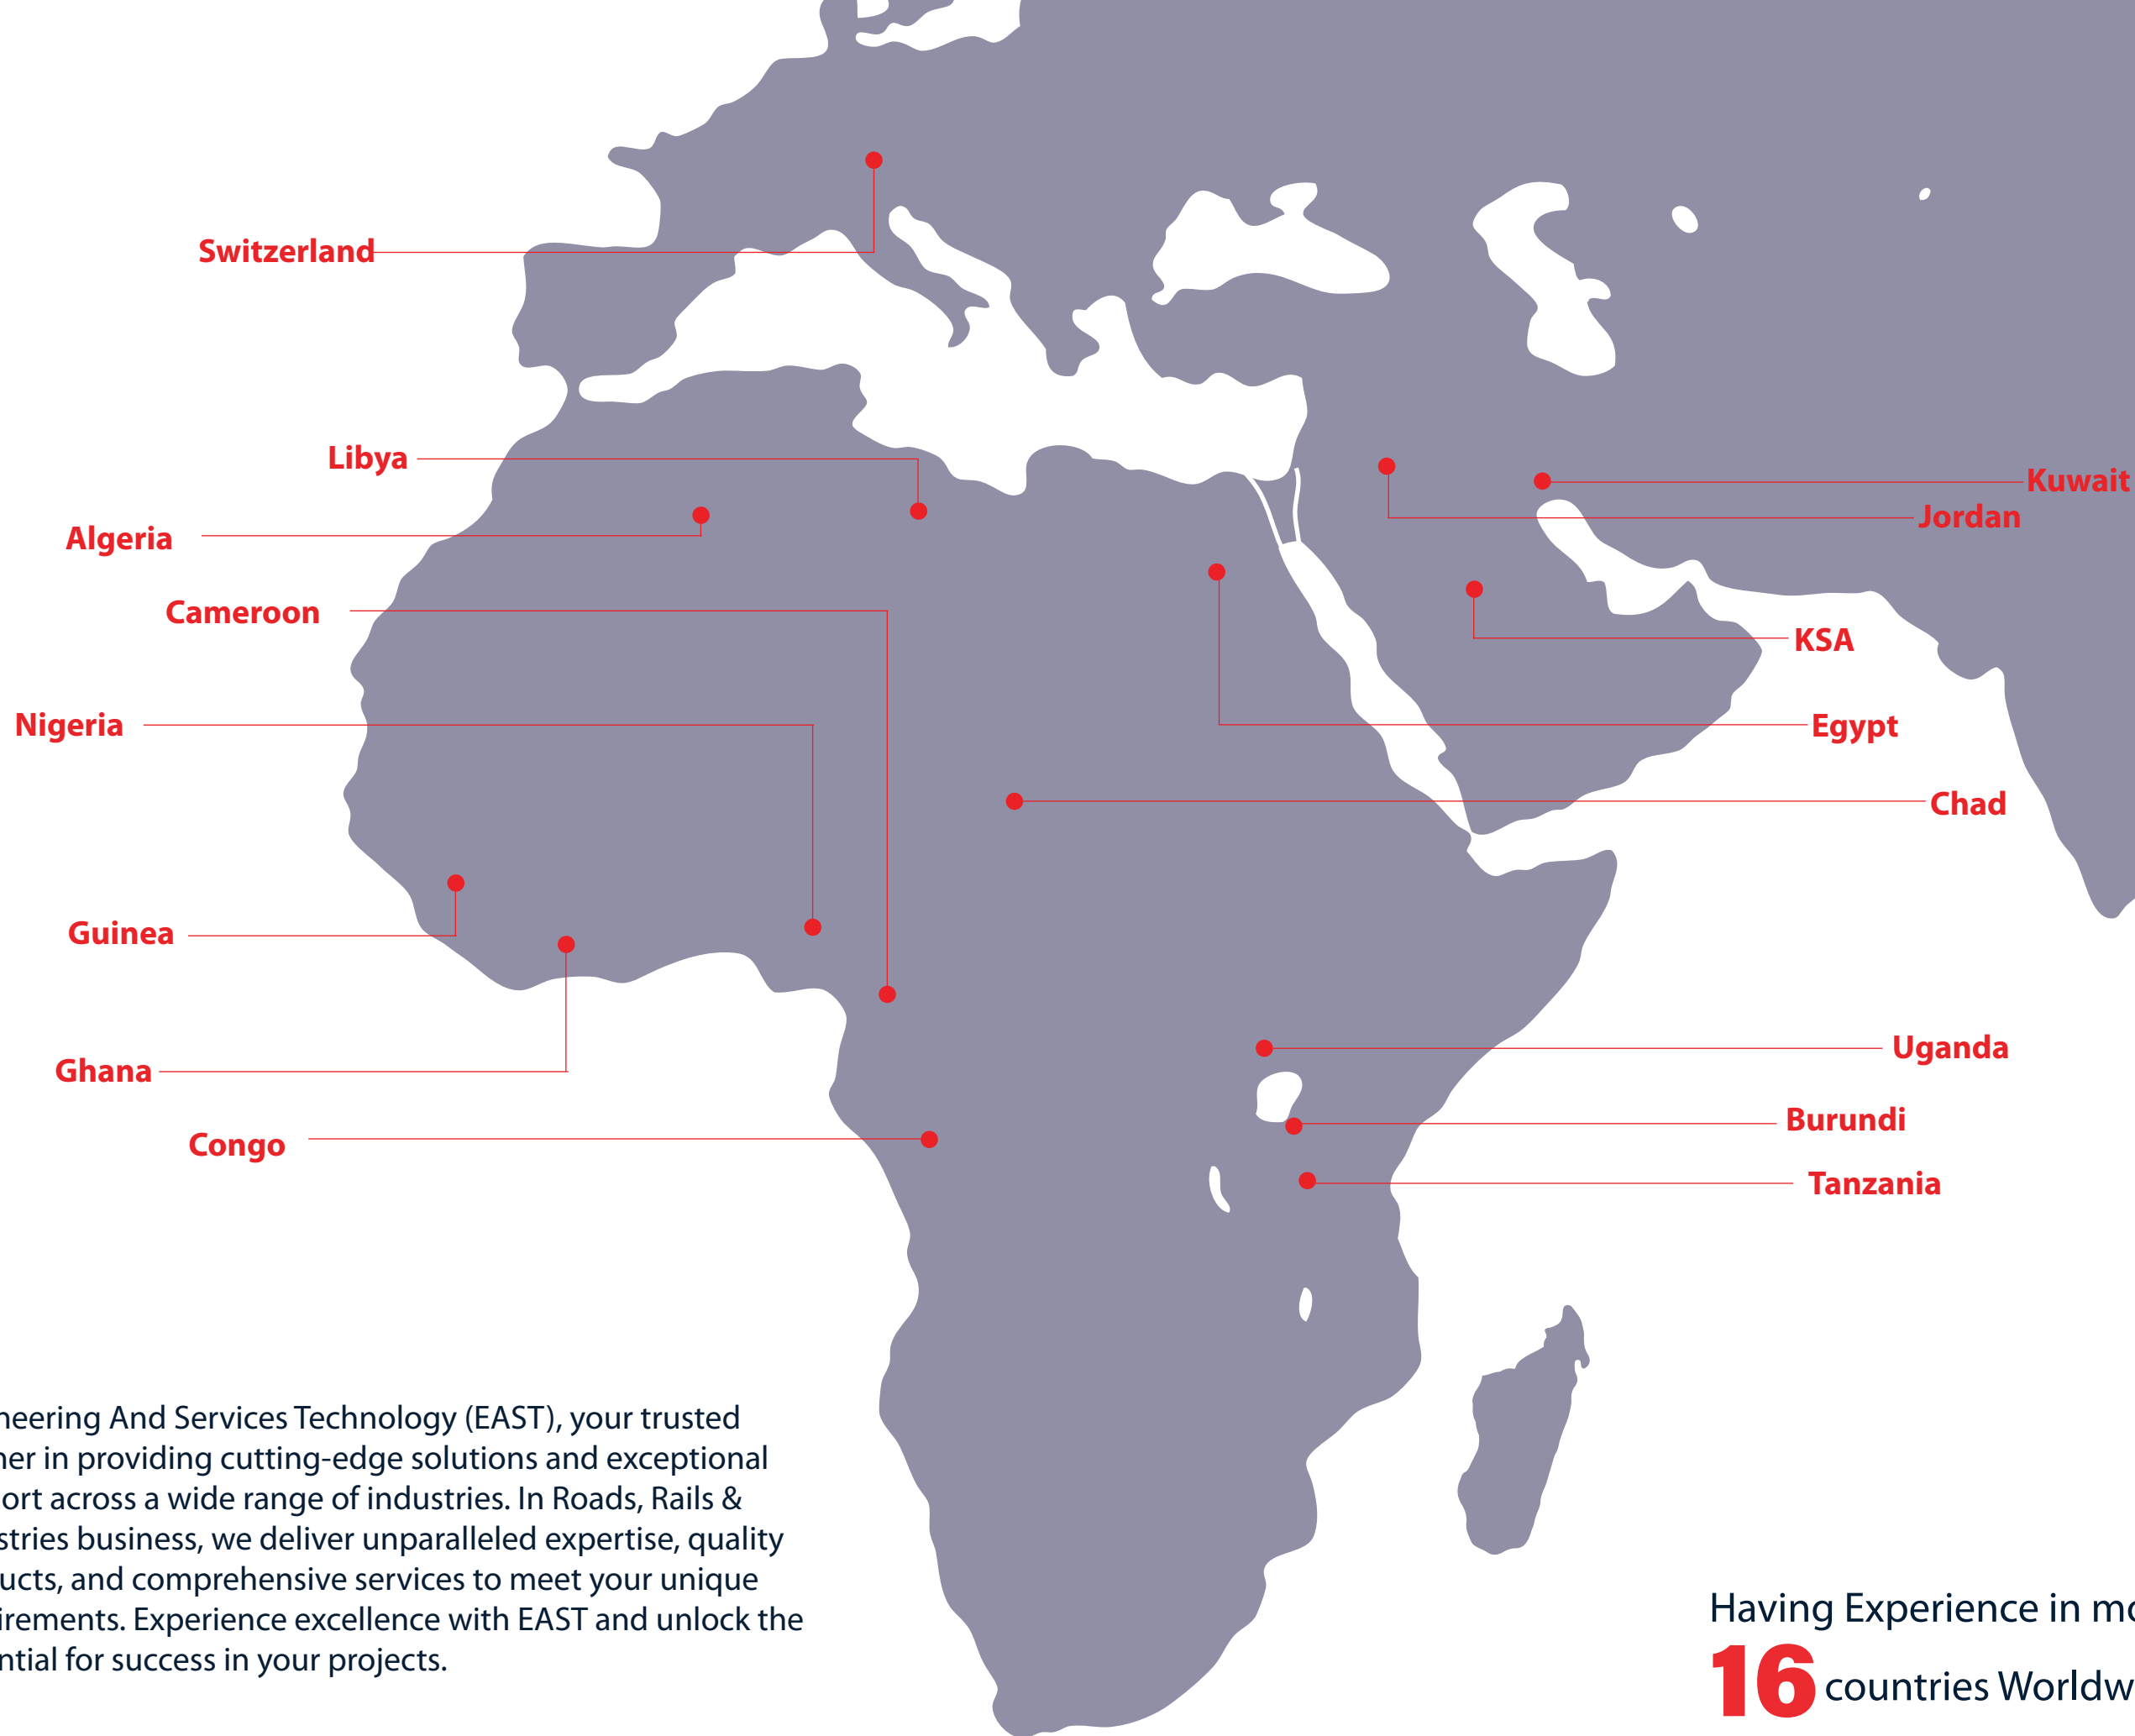 Switzerland
Libya
Kuwait
Jordan
Algeria
Cameroon
KSA
Nigeria
Egypt
Chad
Guinea
Ghana
Uganda
Burundi
Congo
Tanzania
neering And Services Technology (EAST), your trusted
ner in providing cutting-edge solutions and exceptional
ort across a wide range of industries. In Roads, Rails &
stries business, we deliver unparalleled expertise, quality
ucts, and comprehensive services to meet your unique
irements. Experience excellence with EAST and unlock the
ntial for success in your projects.
Having Experience in mo
16 countries Worldw